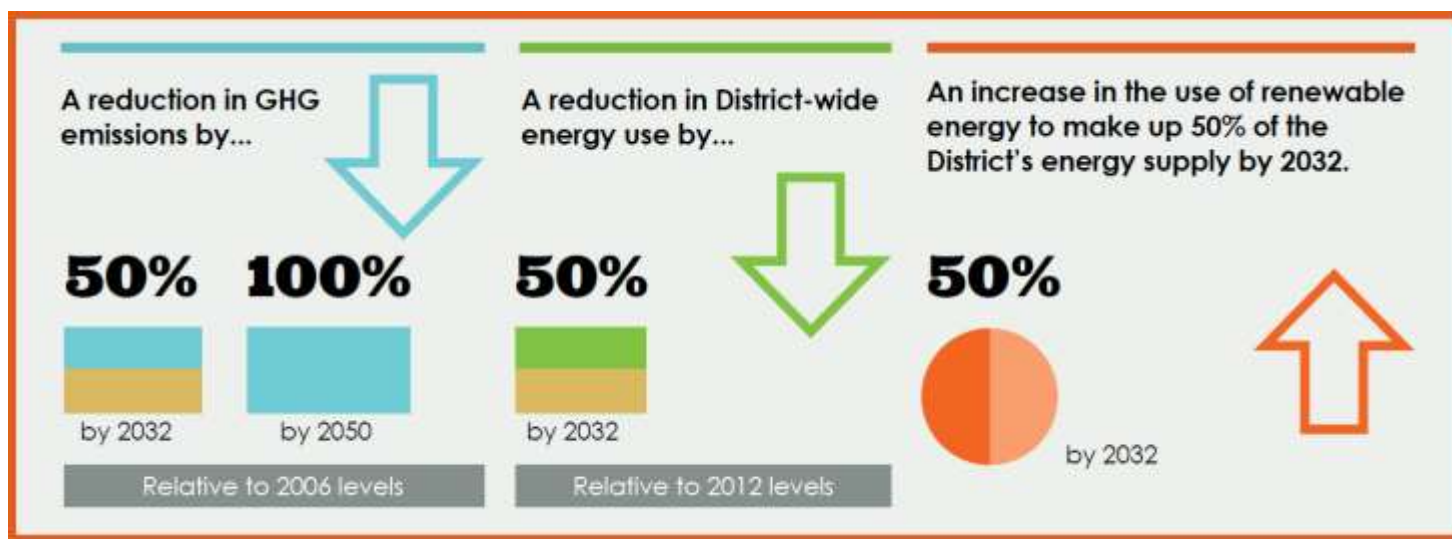 A reduction in GHG
emissions by...
50%
100%
by 2032
by 2050
Relative to 2006 levels
A reduction in District-wide
energy use by...
50%
by 2032
Relative to 2012 levels
An increase in the use of renewable
energy to make up 50% of the
District's energy supply by 2032.
50%
by 2032